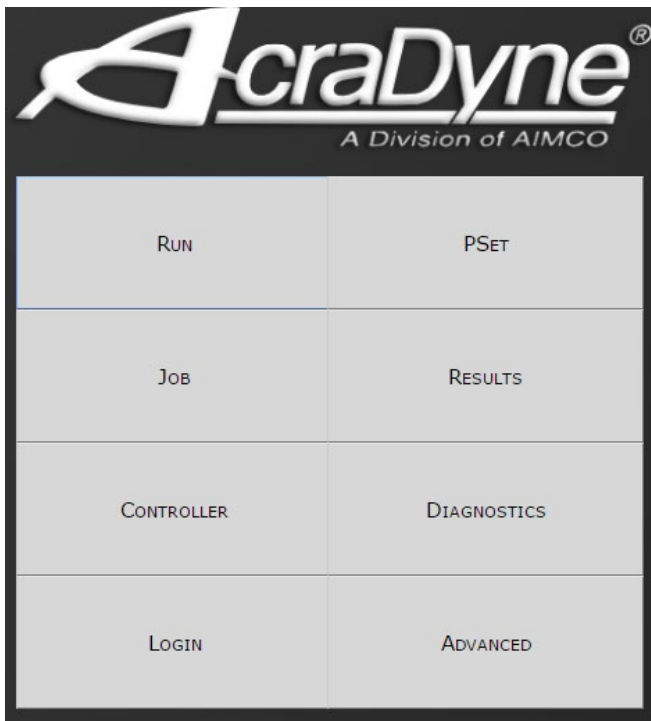 AcraDyne®
A Division of AIMCO
Run PSet
Job Results
Controller Diagnostics
Login Advanced